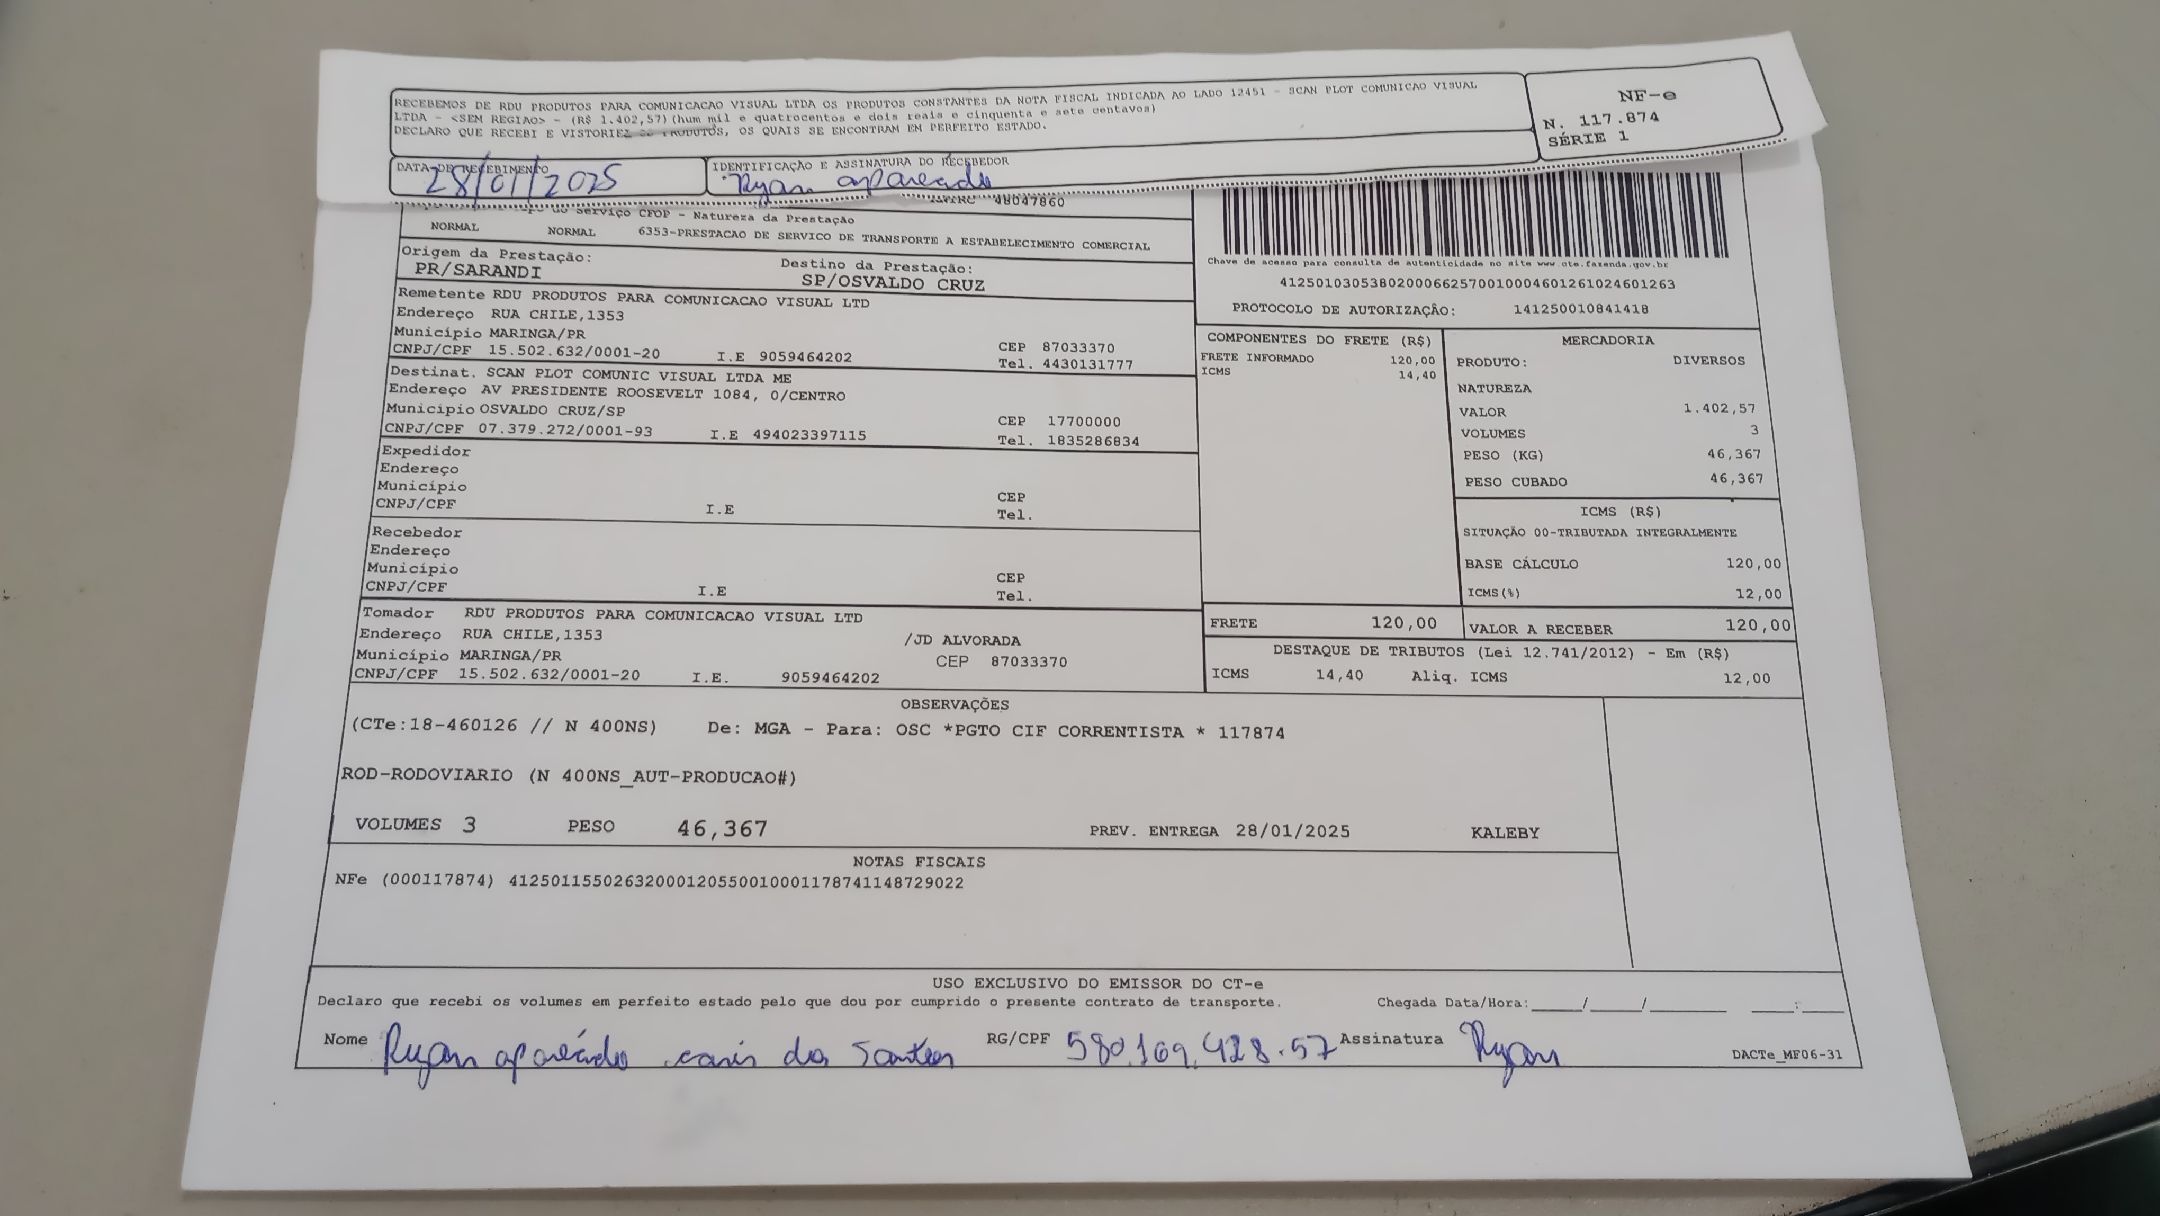 RECEBEMOS DE RDU PRODUTOS PARA COMUNICACAO VISUAL LTDA OS PRODUTOS CONSTANTES DA NOTA FISCAL INDICADA AO LADO 12451 - SCAN PLOT COMUNICAO VISUAL
LTDA - <SEM REGIAO> - (R$ 1.402,57) (hum mil e quatrocentos e dois reais e cinquenta e sete centavos)
DECLARO QUE RECEBI E VISTORIEI OS PRODUTOS, OS QUAIS SE ENCONTRAM EM PERFEITO ESTADO.
NF-e
N. 117.874
SÉRIE 1
DATA DE RECEBIMENTO
28/01/2025
IDENTIFICAÇÃO E ASSINATURA DO RECEBEDOR
Ryan aparecido
48047860
do Serviço CFOP - Natureza da Prestação
NORMAL NORMAL 6353-PRESTACAO DE SERVICO DE TRANSPORTE A ESTABELECIMENTO COMERCIAL
Origem da Prestação: Destino da Prestação:
PR/SARANDI SP/OSVALDO CRUZ
Chave de acesso para consulta de autenticidade no site www.cte.fazenda.gov.br
41250103053802000662570010004601261024601263
PROTOCOLO DE AUTORIZAÇÃO: 141250010841418
Remetente RDU PRODUTOS PARA COMUNICACAO VISUAL LTD
Endereço RUA CHILE,1353
Município MARINGA/PR CEP 87033370
CNPJ/CPF 15.502.632/0001-20 I.E 9059464202 Tel. 4430131777
Destinat. SCAN PLOT COMUNIC VISUAL LTDA ME
Endereço AV PRESIDENTE ROOSEVELT 1084, 0/CENTRO
Município OSVALDO CRUZ/SP CEP 17700000
CNPJ/CPF 07.379.272/0001-93 I.E 494023397115 Tel. 1835286834
Expedidor
Endereço
Município CEP
CNPJ/CPF I.E Tel.
Recebedor
Endereço
Município CEP
CNPJ/CPF I.E Tel.
Tomador RDU PRODUTOS PARA COMUNICACAO VISUAL LTD
Endereço RUA CHILE,1353 /JD ALVORADA
Município MARINGA/PR CEP 87033370
CNPJ/CPF 15.502.632/0001-20 I.E. 9059464202
COMPONENTES DO FRETE (R$)
FRETE INFORMADO 120,00
ICMS 14,40
MERCADORIA
PRODUTO: DIVERSOS
NATUREZA
VALOR 1.402,57
VOLUMES 3
PESO (KG) 46,367
PESO CUBADO 46,367
ICMS (R$)
SITUAÇÃO 00-TRIBUTADA INTEGRALMENTE
BASE CÁLCULO 120,00
ICMS(%) 12,00
FRETE 120,00 VALOR A RECEBER 120,00
DESTAQUE DE TRIBUTOS (Lei 12.741/2012) - Em (R$)
ICMS 14,40 Aliq. ICMS 12,00
OBSERVAÇÕES
(CTe:18-460126 // N 400NS) De: MGA - Para: OSC *PGTO CIF CORRENTISTA * 117874
ROD-RODOVIARIO (N 400NS_AUT-PRODUCAO#)
VOLUMES 3 PESO 46,367 PREV. ENTREGA 28/01/2025 KALEBY
NOTAS FISCAIS
NFe (000117874) 41250115502632000120550010001178741148729022
USO EXCLUSIVO DO EMISSOR DO CT-e
Declaro que recebi os volumes em perfeito estado pelo que dou por cumprido o presente contrato de transporte. Chegada Data/Hora: ____/____/______ ___:___
Nome Ryan aparecido dos Santos RG/CPF 580.169.428.57 Assinatura Ryan
DACTe_MF06-31